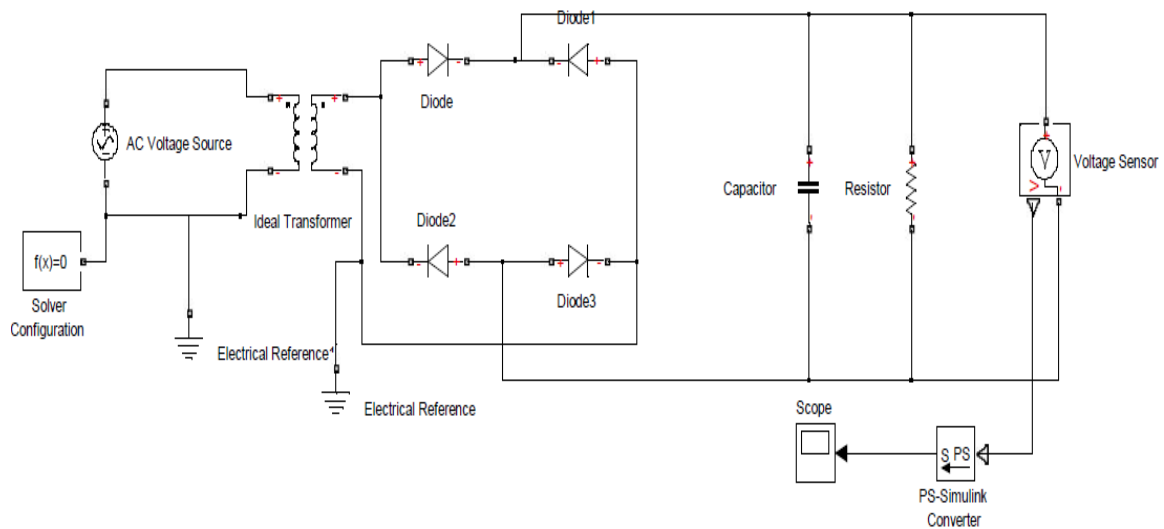 Diode1
Diode
AC Voltage Source
Ideal Transformer
Diode2
Diode3
Capacitor
Resistor
V
V
Voltage Sensor
f(x)=0
Solver
Configuration
Electrical Reference1
Electrical Reference
Scope
S PS
PS-Simulink
Converter